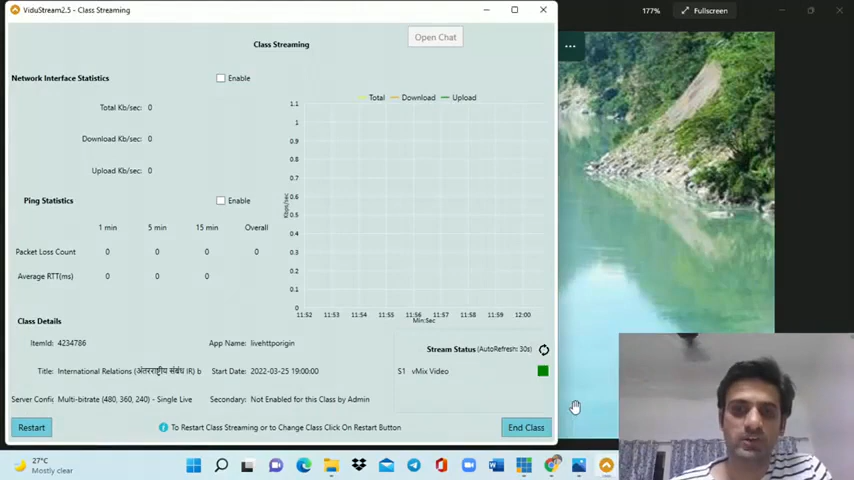 ViduStream2.5 - Class Streaming
177%
Fullscreen
Class Streaming
Open Chat
Network Interface Statistics
Enable
Total
Download
Upload
Total Kb/sec: 0
Download Kb/sec: 0
Upload Kb/sec: 0
1.1
1
0.9
0.8
0.7
0.6
0.5
0.4
0.3
0.2
0.1
0
Kbps/sec
11:52 11:53 11:54 11:55 11:56 11:57 11:58 11:59 12:00
Min:Sec
Ping Statistics
Enable
1 min 5 min 15 min Overall
Packet Loss Count 0 0 0 0
Average RTT(ms) 0 0 0
Class Details
ItemId: 4234786
App Name: livehttporigin
Title: International Relations (अंतरराष्ट्रीय संबंध IR) b
Start Date: 2022-03-25 19:00:00
Server Config Multi-bitrate (480, 360, 240) - Single Live
Secondary: Not Enabled for this Class by Admin
Stream Status (AutoRefresh: 30s)
S1 vMix Video
Restart
To Restart Class Streaming or to Change Class Click On Restart Button
End Class
27°C
Mostly clear